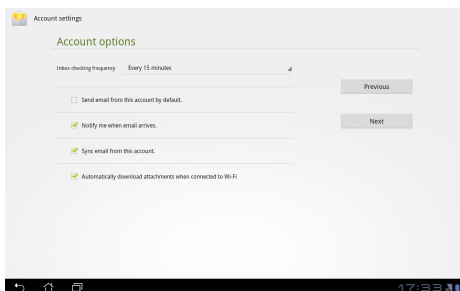 Account settings
Account options
Inbox checking frequency Every 15 minutes
Previous
Send email from this account by default.
Notify me when email arrives.
Next
Sync email from this account.
Automatically download attachments when connected to Wi-Fi
17:33